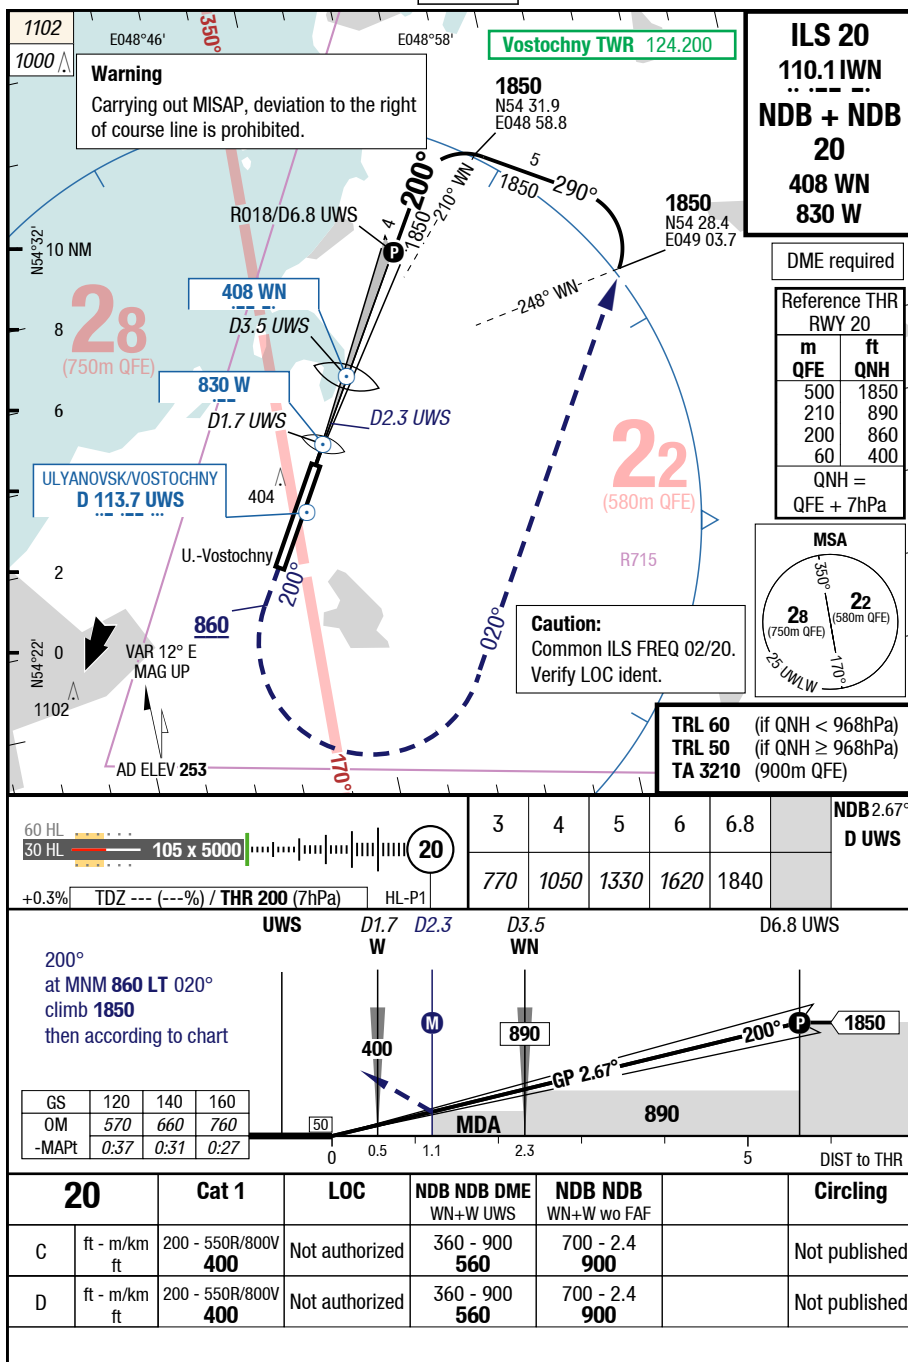 1102
1000
E048°46'
350°
E048°58'
Vostochny TWR 124.200
ILS 20
110.1 IWN
NDB + NDB
20
408 WN
830 W
Warning
Carrying out MISAP, deviation to the right
of course line is prohibited.
1850
N54 31.9
E048 58.8
200°
5
1850
290°
210° WN
4
1850
R018/D6.8 UWS
P
1850
N54 28.4
E049 03.7
N54°32'
10 NM
DME required
408 WN
D3.5 UWS
248° WN
28
(750m QFE)
8
Reference THR
RWY 20
m ft
QFE QNH
500 1850
210 890
200 860
60 400
QNH =
QFE + 7hPa
830 W
D1.7 UWS
D2.3 UWS
6
22
(580m QFE)
ULYANOVSK/VOSTOCHNY
D 113.7 UWS
404
U.-Vostochny
R715
2
200°
860
020°
MSA
350°
28
(750m QFE)
22
(580m QFE)
170°
25 UWLW
Caution:
Common ILS FREQ 02/20.
Verify LOC ident.
N54°22'
0
VAR 12° E
MAG UP
1102
AD ELEV 253
170°
TRL 60 (if QNH < 968hPa)
TRL 50 (if QNH ≥ 968hPa)
TA 3210 (900m QFE)
60 HL
30 HL
105 x 5000
20
+0.3%
TDZ --- (---%) / THR 200 (7hPa)
HL-P1
3 4 5 6 6.8 NDB 2.67°
D UWS
770 1050 1330 1620 1840
UWS D1.7 D2.3 D3.5 D6.8 UWS
W WN
200°
at MNM 860 LT 020°
climb 1850
then according to chart
M
400
890
GP 2.67°
200°
P
1850
890
MDA
50
GS 120 140 160
OM 570 660 760
-MAPt 0:37 0:31 0:27
0 0.5 1.1 2.3 5 DIST to THR
20 Cat 1 LOC NDB NDB DME NDB NDB Circling
WN+W UWS WN+W wo FAF
C ft - m/km 200 - 550R/800V Not authorized 360 - 900 700 - 2.4 Not published
ft 400 560 900
D ft - m/km 200 - 550R/800V Not authorized 360 - 900 700 - 2.4 Not published
ft 400 560 900